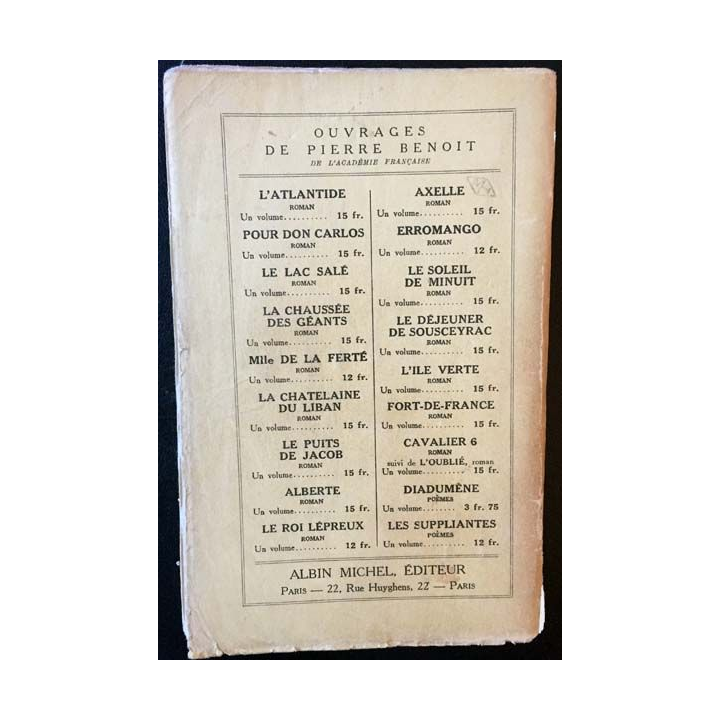 OUVRAGES
DE PIERRE BENOIT
DE L'ACADÉMIE FRANÇAISE
L'ATLANTIDE
ROMAN
Un volume.......... 15 fr.
POUR DON CARLOS
ROMAN
Un volume.......... 15 fr.
LE LAC SALÉ
ROMAN
Un volume.......... 15 fr.
LA CHAUSSÉE
DES GÉANTS
ROMAN
Un volume.......... 15 fr.
Mlle DE LA FERTÉ
ROMAN
Un volume.......... 12 fr.
LA CHATELAINE
DU LIBAN
ROMAN
Un volume.......... 15 fr.
LE PUITS
DE JACOB
ROMAN
Un volume.......... 15 fr.
ALBERTE
ROMAN
Un volume.......... 15 fr.
LE ROI LÉPREUX
ROMAN
Un volume.......... 12 fr.
AXELLE
ROMAN
Un volume.......... 15 fr.
ERROMANGO
ROMAN
Un volume.......... 12 fr.
LE SOLEIL
DE MINUIT
ROMAN
Un volume.......... 15 fr.
LE DÉJEUNER
DE SOUSCEYRAC
ROMAN
Un volume.......... 15 fr.
L'ILE VERTE
ROMAN
Un volume.......... 15 fr.
FORT-DE-FRANCE
ROMAN
Un volume.......... 15 fr.
CAVALIER 6
ROMAN
suivi de L'OUBLIÉ, roman
Un volume.......... 15 fr.
DIADUMÈNE
POÈMES
Un volume........ 3 fr. 75
LES SUPPLIANTES
POÈMES
Un volume.......... 12 fr.
ALBIN MICHEL, ÉDITEUR
PARIS — 22, Rue Huyghens, 22 — PARIS